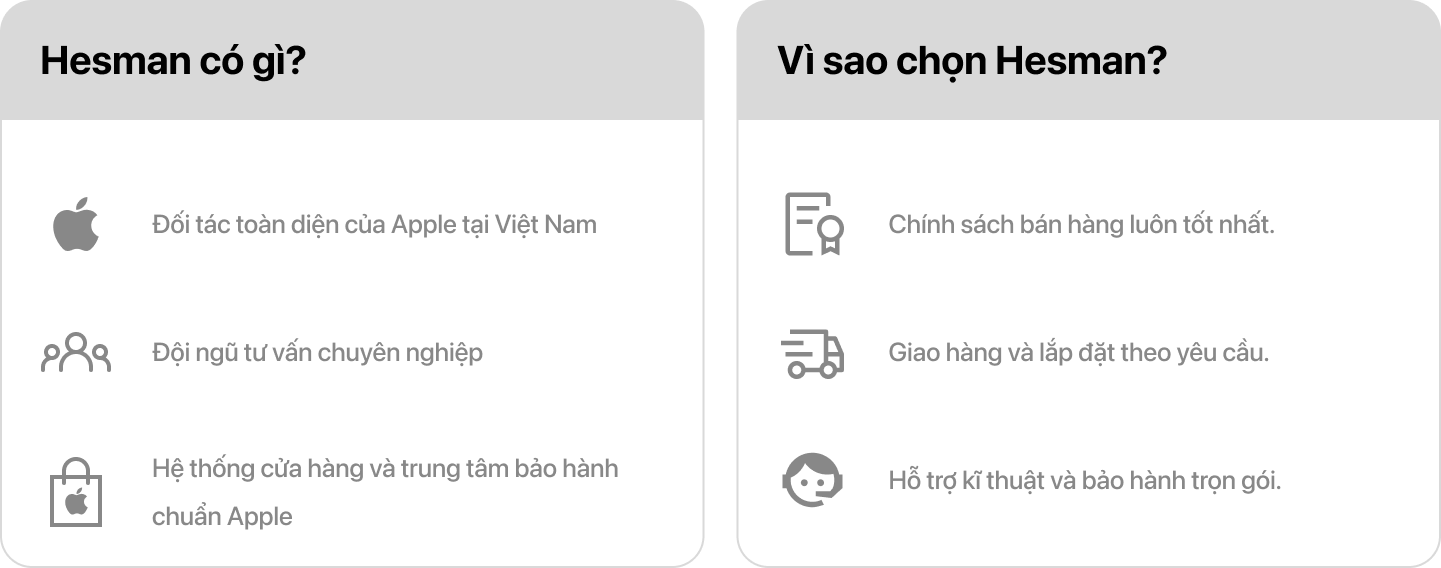 Hesman có gì?
Đối tác toàn diện của Apple tại Việt Nam
Đội ngũ tư vấn chuyên nghiệp
Hệ thống cửa hàng và trung tâm bảo hành
chuẩn Apple
Vì sao chọn Hesman?
Chính sách bán hàng luôn tốt nhất.
Giao hàng và lắp đặt theo yêu cầu.
Hỗ trợ kĩ thuật và bảo hành trọn gói.